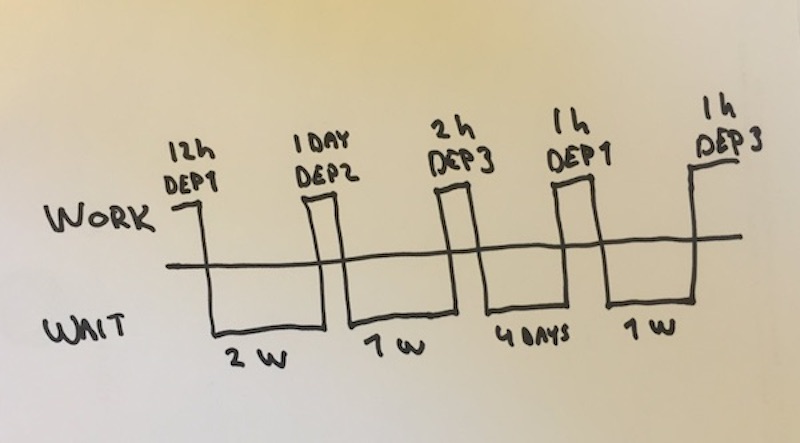 12h
DEP1
1 DAY
DEP2
2h
DEP3
1h
DEP1
1h
DEP3
WORK
WAIT
2 W
1 W
4 DAYS
1 W